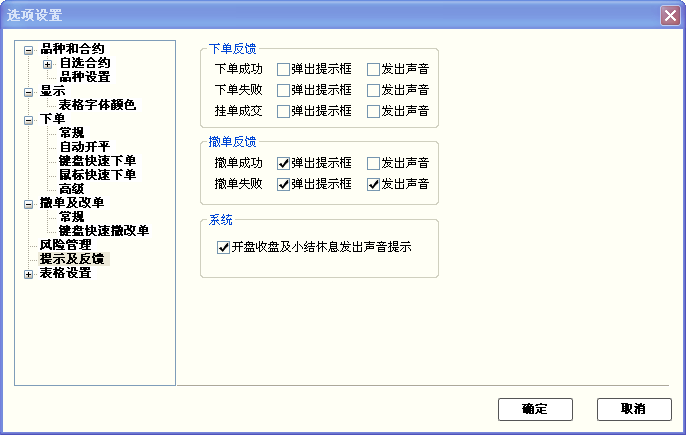 选项设置
品种和合约
自选合约
品种设置
显示
表格字体颜色
下单
常规
自动开平
键盘快速下单
鼠标快速下单
高级
撤单及改单
常规
键盘快速撤改单
风险管理
提示及反馈
表格设置
下单反馈
下单成功 弹出提示框 发出声音
下单失败 弹出提示框 发出声音
挂单成交 弹出提示框 发出声音
撤单反馈
撤单成功 弹出提示框 发出声音
撤单失败 弹出提示框 发出声音
系统
开盘收盘及小结休息发出声音提示
确定 取消